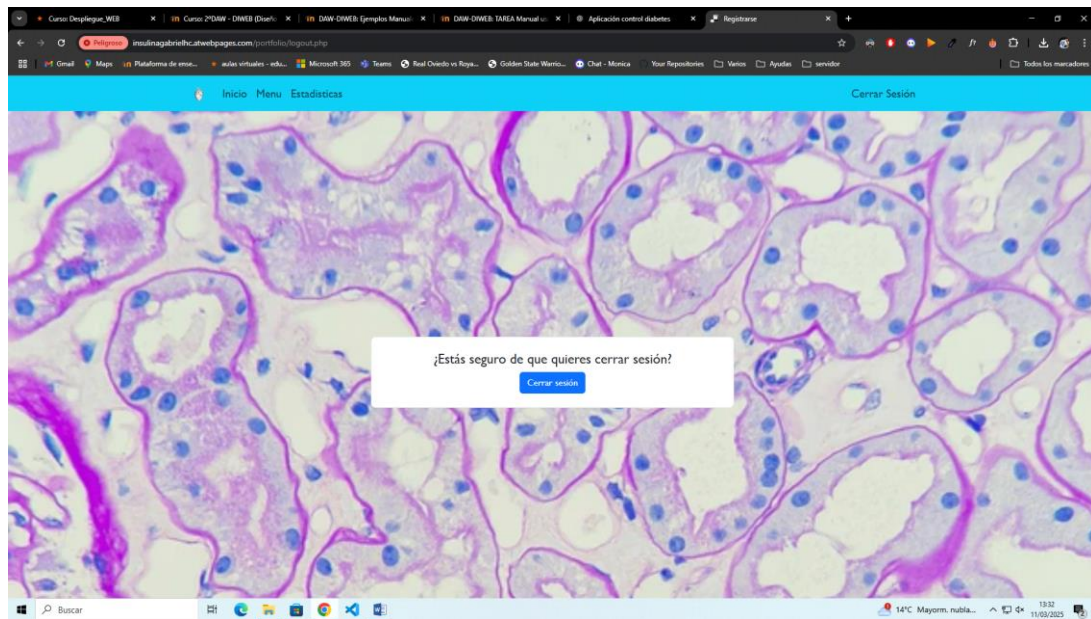 Curso: Despliegue_WEB
Curso: 2ºDAW - DIWEB (Diseño
DAW-DIWEB: Ejemplos Manual
DAW-DIWEB: TAREA Manual us
Aplicación control diabetes
Registrarse
Peligroso insulinagabrielhc.atwebpages.com/portfolio/logout.php
Gmail Maps Plataforma de ense... aulas virtuales - edu... Microsoft 365 Teams Real Oviedo vs Roya... Golden State Warrio... Chat - Monica Your Repositories Varios Ayudas servidor Todos los marcadores
Inicio Menu Estadisticas Cerrar Sesión
¿Estás seguro de que quieres cerrar sesión?
Cerrar sesión
Buscar 14°C Mayorm. nubla... 13:32
11/03/2025